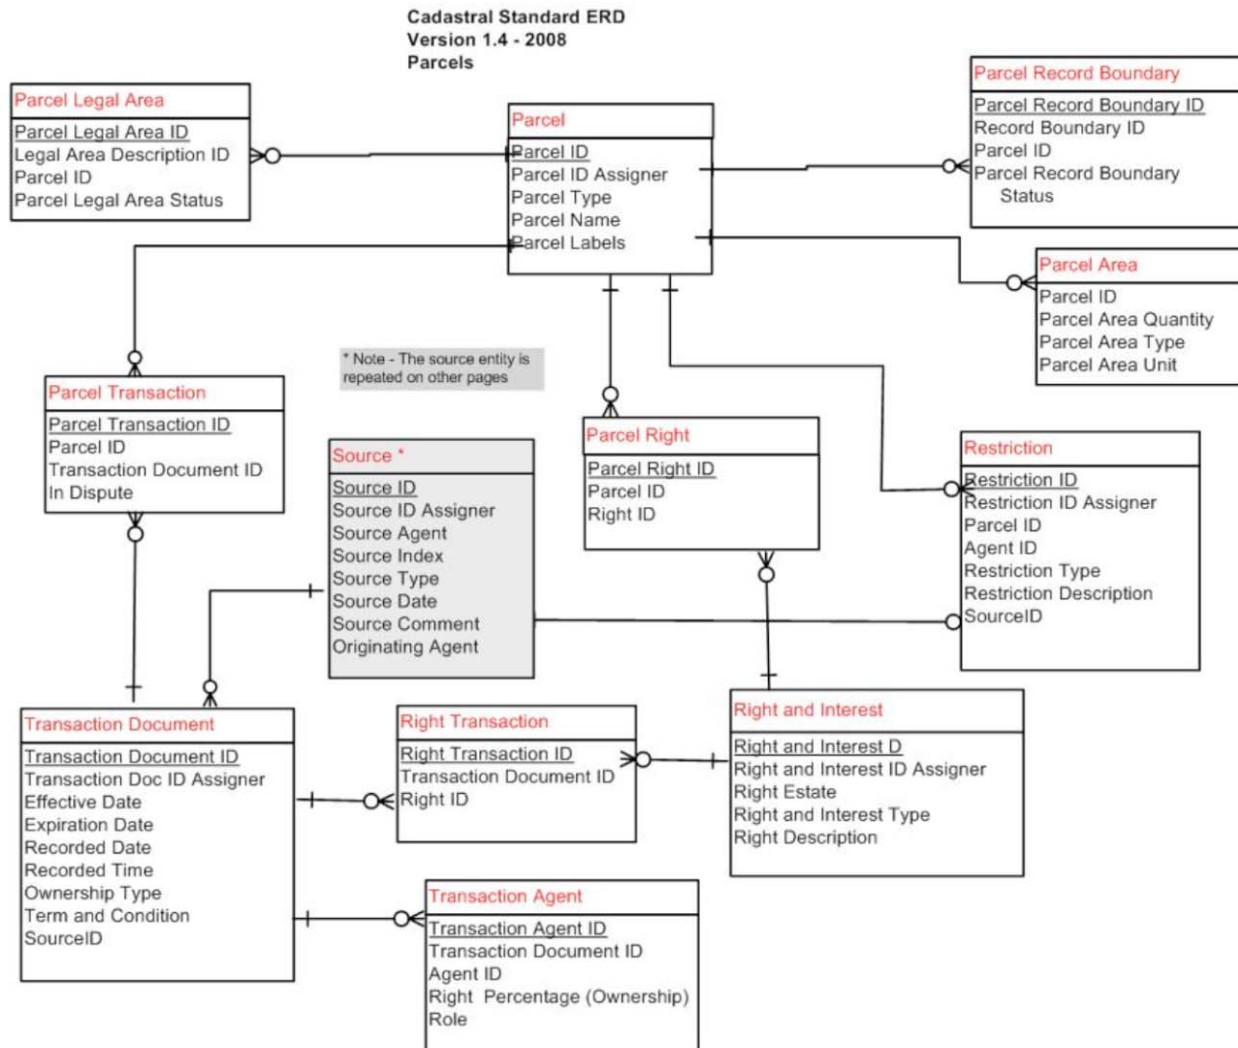 Cadastral Standard ERD
Version 1.4 - 2008
Parcels
Parcel Legal Area
Parcel Legal Area ID
Legal Area Description ID
Parcel ID
Parcel Legal Area Status
Parcel
Parcel ID
Parcel ID Assigner
Parcel Type
Parcel Name
Parcel Labels
Parcel Record Boundary
Parcel Record Boundary ID
Record Boundary ID
Parcel ID
Parcel Record Boundary
Status
Parcel Area
Parcel ID
Parcel Area Quantity
Parcel Area Type
Parcel Area Unit
* Note - The source entity is
repeated on other pages
Parcel Transaction
Parcel Transaction ID
Parcel ID
Transaction Document ID
In Dispute
Source *
Source ID
Source ID Assigner
Source Agent
Source Index
Source Type
Source Date
Source Comment
Originating Agent
Parcel Right
Parcel Right ID
Parcel ID
Right ID
Restriction
Restriction ID
Restriction ID Assigner
Parcel ID
Agent ID
Restriction Type
Restriction Description
SourceID
Transaction Document
Transaction Document ID
Transaction Doc ID Assigner
Effective Date
Expiration Date
Recorded Date
Recorded Time
Ownership Type
Term and Condition
SourceID
Right Transaction
Right Transaction ID
Transaction Document ID
Right ID
Right and Interest
Right and Interest D
Right and Interest ID Assigner
Right Estate
Right and Interest Type
Right Description
Transaction Agent
Transaction Agent ID
Transaction Document ID
Agent ID
Right Percentage (Ownership)
Role